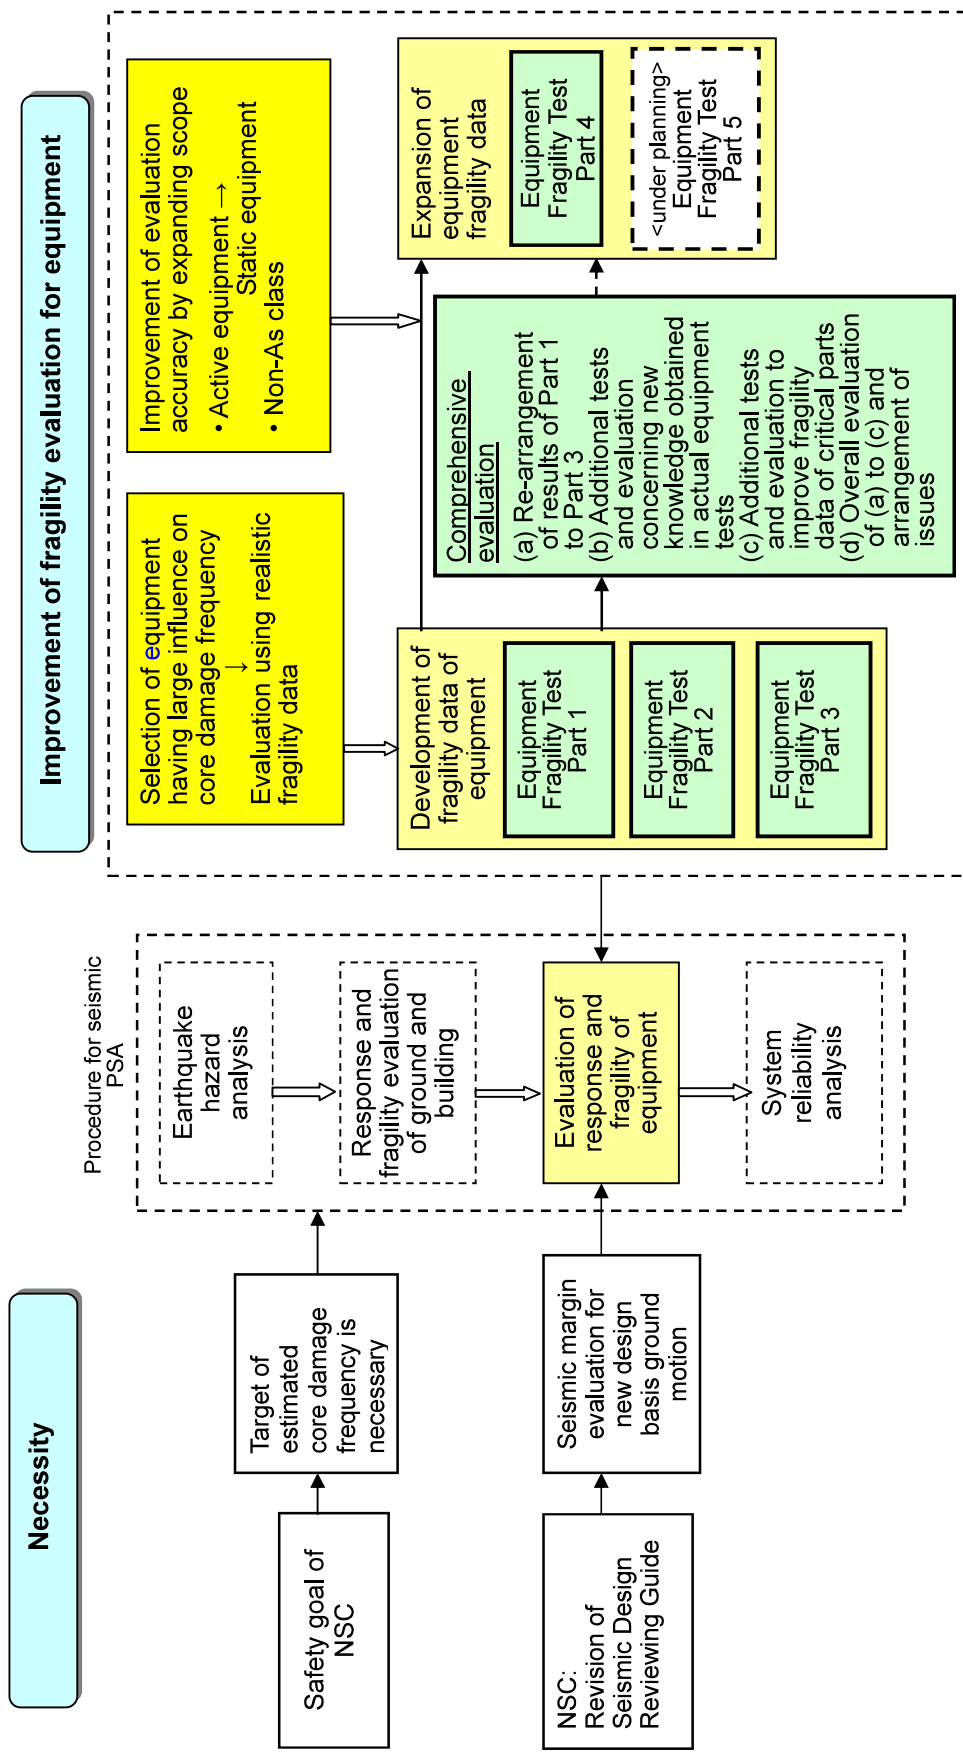 Necessity
Improvement of fragility evaluation for equipment
Safety goal of
NSC
Target of
estimated
core damage
frequency is
necessary
NSC:
Revision of
Seismic Design
Reviewing Guide
Seismic margin
evaluation for
new design
basis ground
motion
Procedure for seismic
PSA
Earthquake
hazard
analysis
Response and
fragility evaluation
of ground and
building
Evaluation of
response and
fragility of
equipment
System
reliability
analysis
Selection of equipment
having large influence on
core damage frequency
↓
Evaluation using realistic
fragility data
Improvement of evaluation
accuracy by expanding scope
• Active equipment →
Static equipment
• Non-As class
Development of
fragility data of
equipment
Equipment
Fragility Test
Part 1
Equipment
Fragility Test
Part 2
Equipment
Fragility Test
Part 3
Comprehensive
evaluation
(a) Re-arrangement
of results of Part 1
to Part 3
(b) Additional tests
and evaluation
concerning new
knowledge obtained
in actual equipment
tests
(c) Additional tests
and evaluation to
improve fragility
data of critical parts
(d) Overall evaluation
of (a) to (c) and
arrangement of
issues
Expansion of
equipment
fragility data
Equipment
Fragility Test
Part 4
<under planning>
Equipment
Fragility Test
Part 5